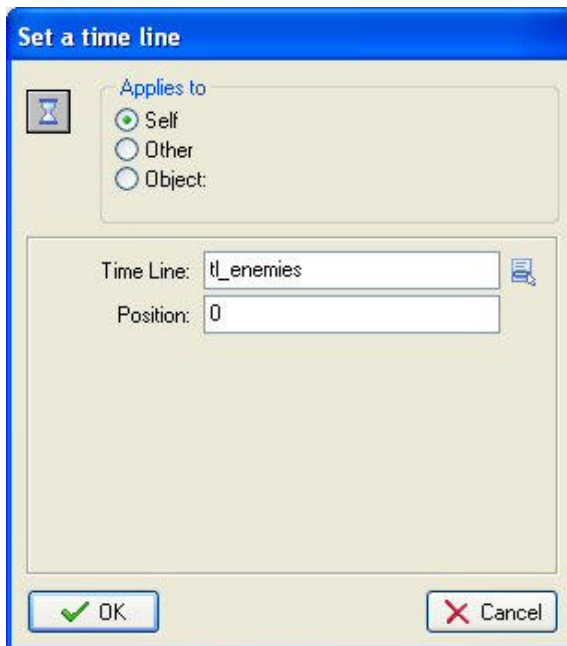 Set a time line
Applies to
Self
Other
Object:
Time Line: tl_enemies
Position: 0
OK Cancel